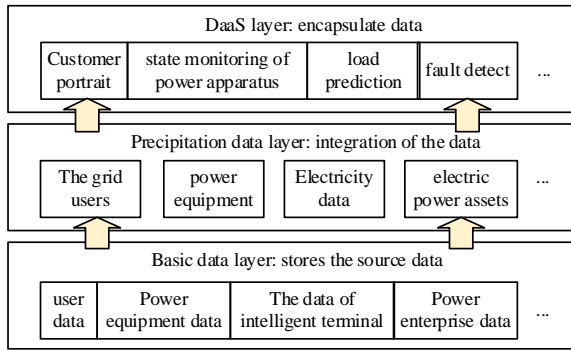 DaaS layer: encapsulate data
Customer portrait
state monitoring of power apparatus
load prediction
fault detect
...
Precipitation data layer: integration of the data
The grid users
power equipment
Electricity data
electric power assets
...
Basic data layer: stores the source data
user data
Power equipment data
The data of intelligent terminal
Power enterprise data
...